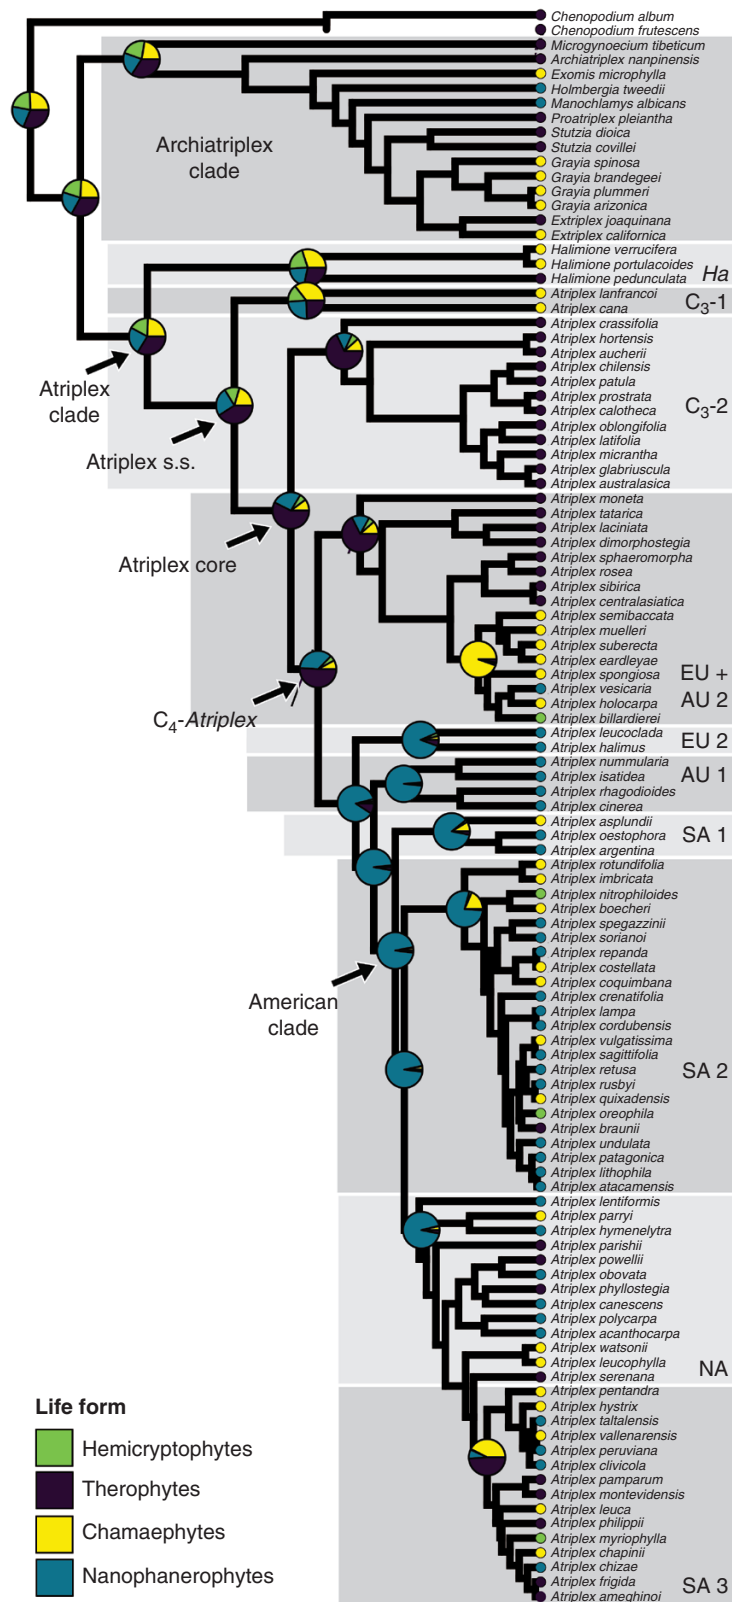 Chenopodium album
Chenopodium frutescens
Microgynoecium tibeticum
Archiatriplex nanpinensis
Exomis microphylla
Holmbergia tweedii
Manochlamys albicans
Proatriplex pleiantha
Stutzia dioica
Stutzia covillei
Grayia spinosa
Grayia brandegeei
Grayia plummeri
Grayia arizonica
Extriplex joaquinana
Extriplex californica
Archiatriplex
clade
Halimione verrucifera
Halimione portulacoides
Halimione pedunculata
Ha
Atriplex lanfrancoi
Atriplex cana
C3-1
Atriplex crassifolia
Atriplex hortensis
Atriplex aucherii
Atriplex chilensis
Atriplex patula
Atriplex prostrata
Atriplex calotheca
Atriplex oblongifolia
Atriplex latifolia
Atriplex micrantha
Atriplex glabriuscula
Atriplex australasica
C3-2
Atriplex
clade
Atriplex s.s.
Atriplex moneta
Atriplex tatarica
Atriplex laciniata
Atriplex dimorphostegia
Atriplex sphaeromorpha
Atriplex rosea
Atriplex sibirica
Atriplex centralasiatica
Atriplex semibaccata
Atriplex muelleri
Atriplex suberecta
Atriplex eardleyae
Atriplex spongiosa
Atriplex vesicaria
Atriplex holocarpa
Atriplex billardierei
EU +
AU 2
Atriplex core
C4-Atriplex
Atriplex leucoclada
Atriplex halimus
EU 2
Atriplex nummularia
Atriplex isatidea
Atriplex rhagodioides
Atriplex cinerea
AU 1
Atriplex asplundii
Atriplex oestophora
Atriplex argentina
SA 1
Atriplex rotundifolia
Atriplex imbricata
Atriplex nitrophiloides
Atriplex boecheri
Atriplex spegazzinii
Atriplex sorianoi
Atriplex repanda
Atriplex costellata
Atriplex coquimbana
Atriplex crenatifolia
Atriplex lampa
Atriplex cordubensis
Atriplex vulgatissima
Atriplex sagittifolia
Atriplex retusa
Atriplex rusbyi
Atriplex quixadensis
Atriplex oreophila
Atriplex braunii
Atriplex undulata
Atriplex patagonica
Atriplex lithophila
Atriplex atacamensis
SA 2
American
clade
Atriplex lentiformis
Atriplex parryi
Atriplex hymenelytra
Atriplex parishii
Atriplex powellii
Atriplex obovata
Atriplex phyllostegia
Atriplex canescens
Atriplex polycarpa
Atriplex acanthocarpa
Atriplex watsonii
Atriplex leucophylla
Atriplex serenana
NA
Atriplex pentandra
Atriplex hystrix
Atriplex taltalensis
Atriplex vallenarensis
Atriplex peruviana
Atriplex clivicola
Atriplex pamparum
Atriplex montevidensis
Atriplex leuca
Atriplex philippii
Atriplex myriophylla
Atriplex chapinii
Atriplex chizae
Atriplex frigida
Atriplex ameghinoi
SA 3
Life form
Hemicryptophytes
Therophytes
Chamaephytes
Nanophanerophytes